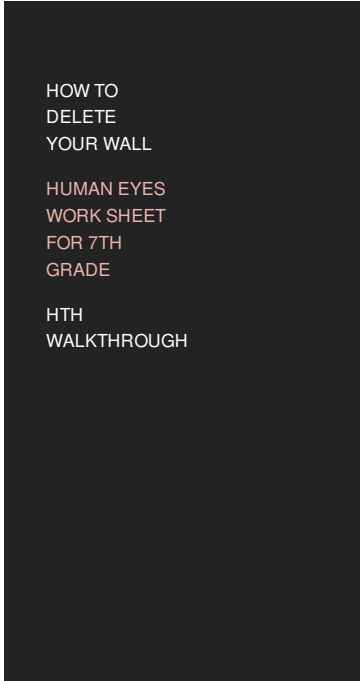 HOW TO
DELETE
YOUR WALL
HUMAN EYES
WORK SHEET
FOR 7TH
GRADE
HTH
WALKTHROUGH